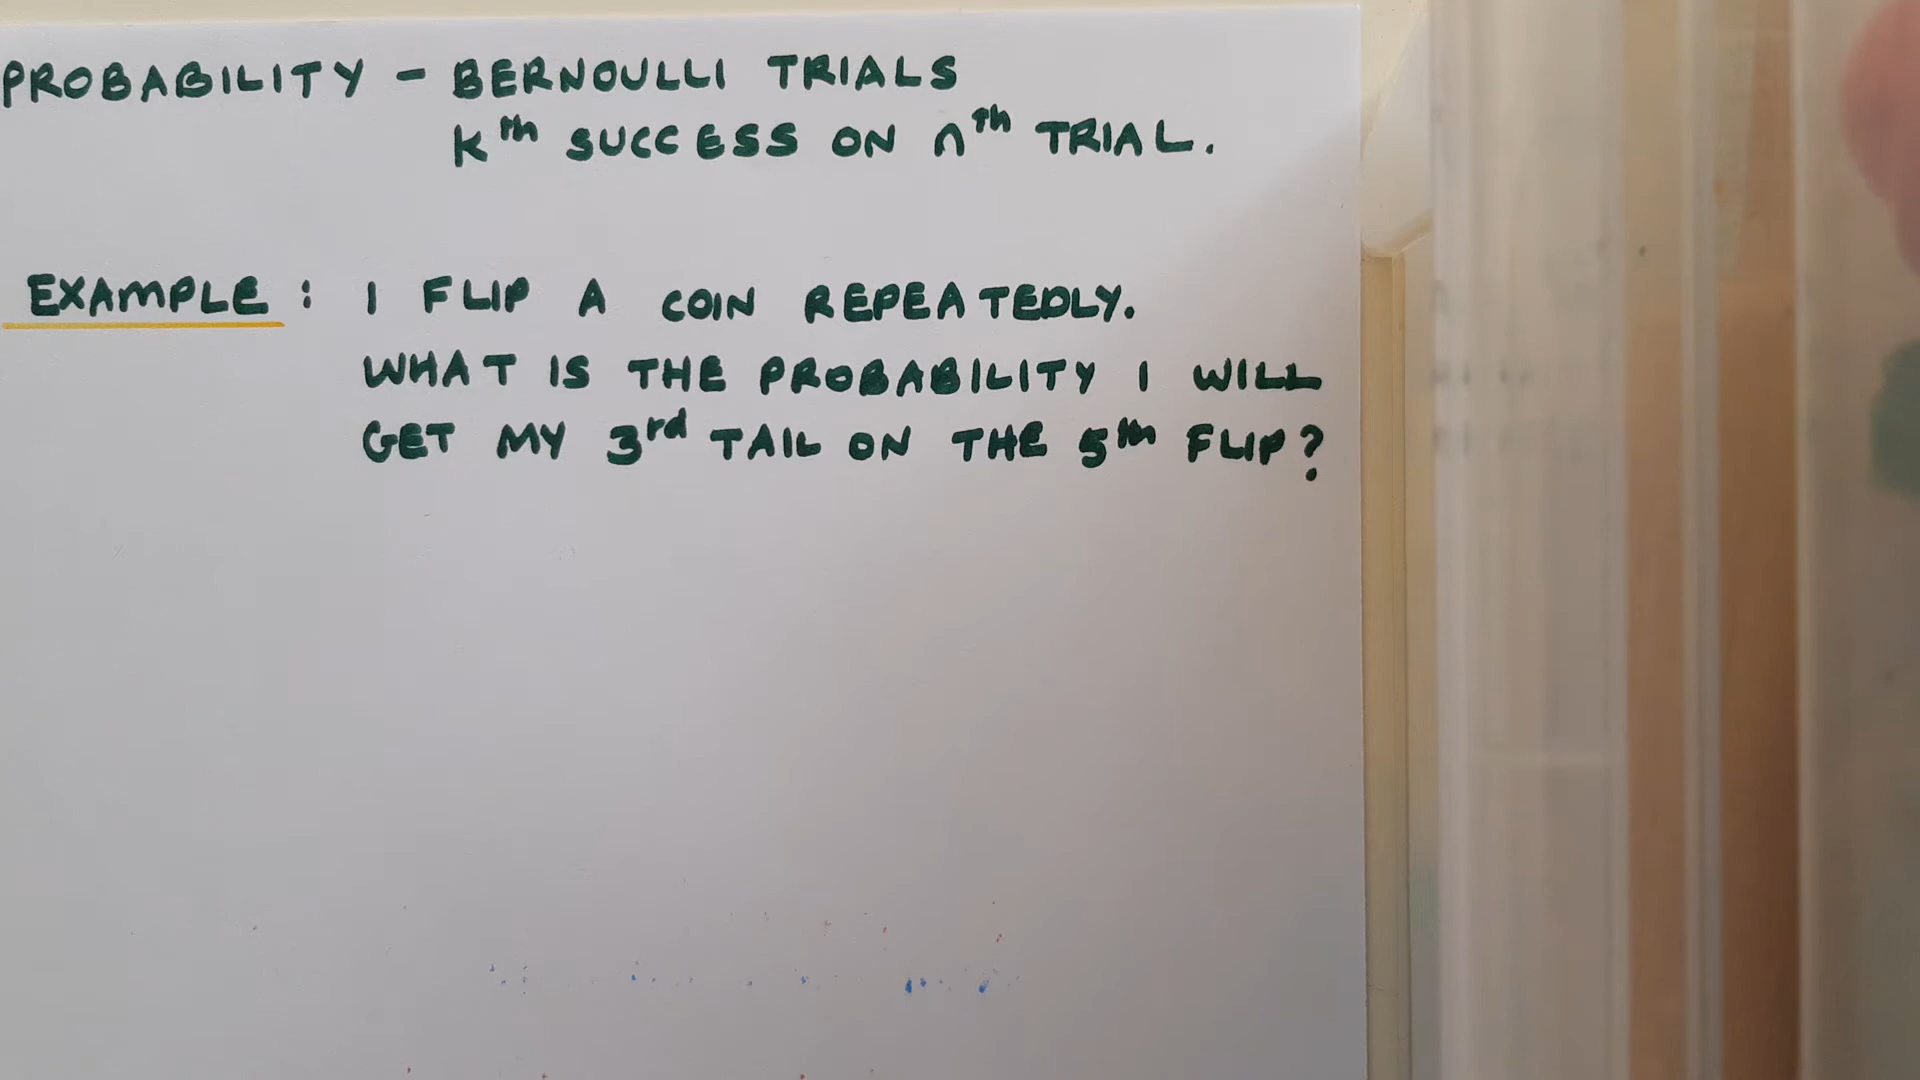 PROBABILITY - BERNOULLI TRIALS
Kth SUCCESS ON nth TRIAL.
EXAMPLE : I FLIP A COIN REPEATEDLY.
WHAT IS THE PROBABILITY I WILL
GET MY 3rd TAIL ON THE 5th FLIP?